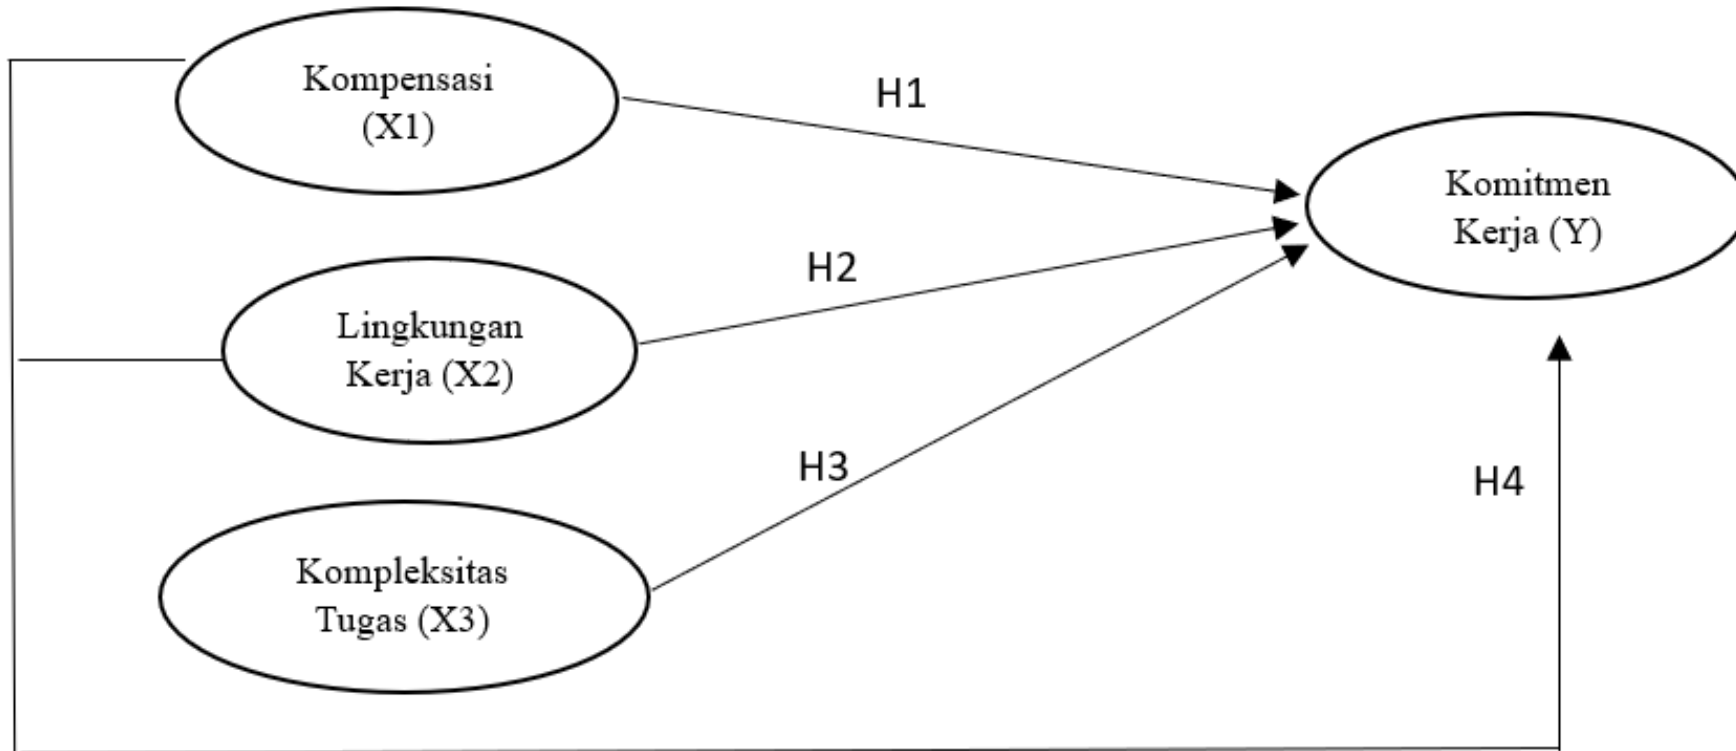 Kompensasi
(X1)
H1
Komitmen
Kerja (Y)
H2
Lingkungan
Kerja (X2)
H3
H4
Kompleksitas
Tugas (X3)